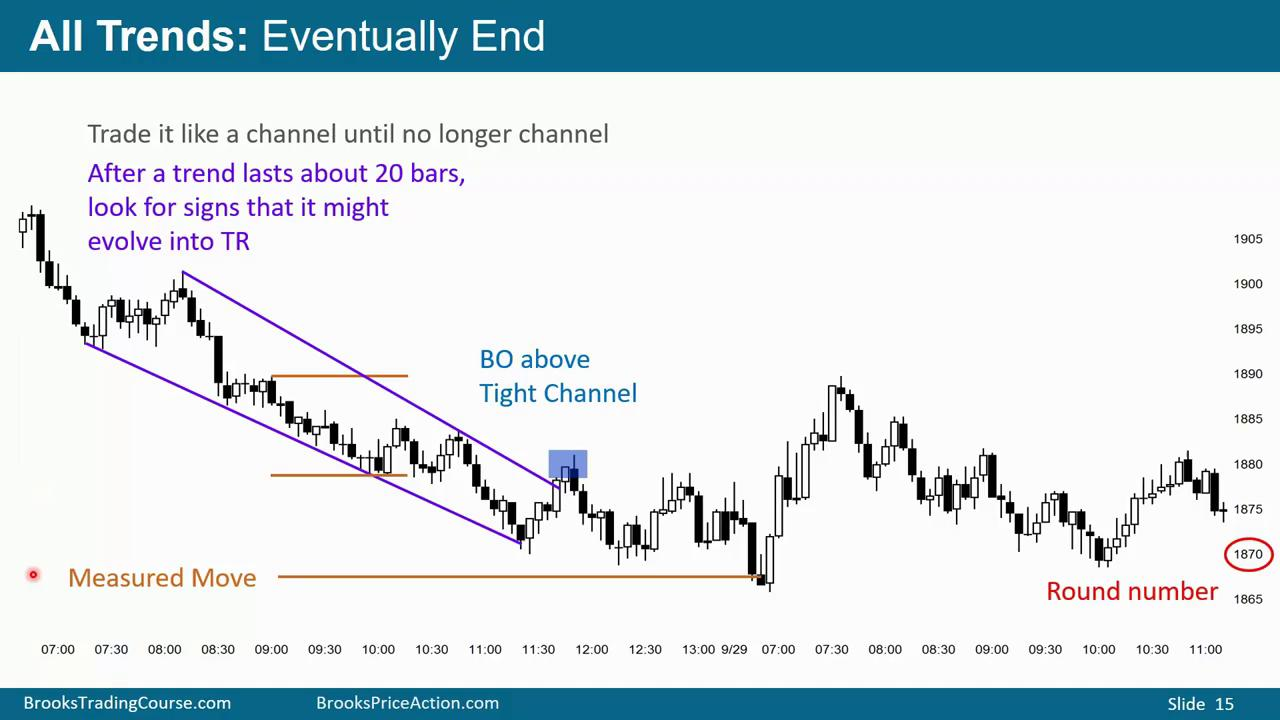 All Trends: Eventually End
Trade it like a channel until no longer channel
After a trend lasts about 20 bars,
look for signs that it might
evolve into TR
BO above
Tight Channel
Measured Move
Round number
1905
1900
1895
1890
1885
1880
1875
1870
1865
07:00 07:30 08:00 08:30 09:00 09:30 10:00 10:30 11:00 11:30 12:00 12:30 13:00 9/29 07:00 07:30 08:00 08:30 09:00 09:30 10:00 10:30 11:00
BrooksTradingCourse.com BrooksPriceAction.com Slide 15